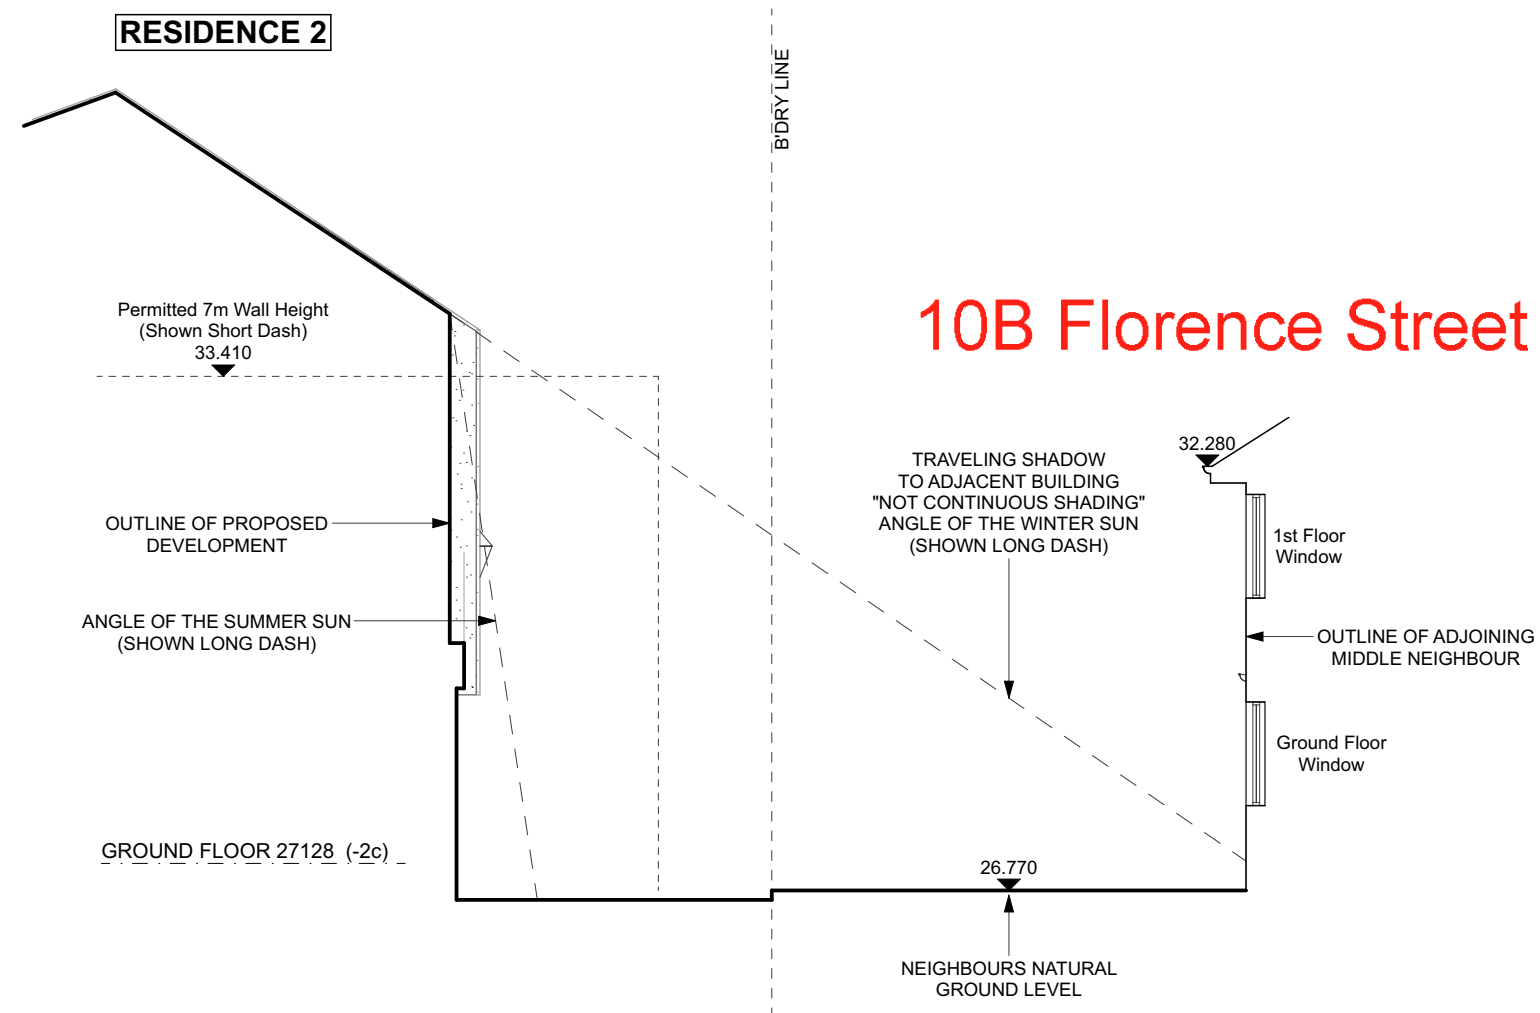 RESIDENCE 2
B'DRY LINE
Permitted 7m Wall Height
(Shown Short Dash)
33.410
10B Florence Street
32.280
TRAVELING SHADOW
TO ADJACENT BUILDING
"NOT CONTINUOUS SHADING"
ANGLE OF THE WINTER SUN
(SHOWN LONG DASH)
OUTLINE OF PROPOSED
DEVELOPMENT
1st Floor
Window
ANGLE OF THE SUMMER SUN
(SHOWN LONG DASH)
OUTLINE OF ADJOINING
MIDDLE NEIGHBOUR
Ground Floor
Window
GROUND FLOOR 27128 (-2c)
26.770
NEIGHBOURS NATURAL
GROUND LEVEL